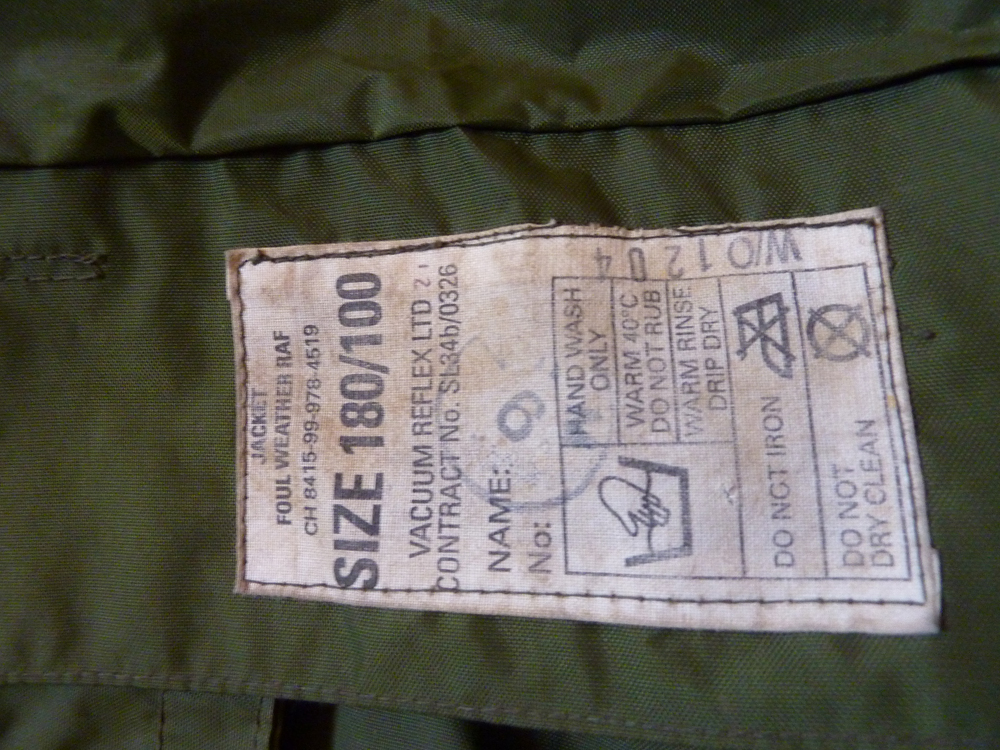 JACKET
FOUL WEATHER RAF
CH 8415-99-978-4519
SIZE 180/100
VACUUM REFLEX LTD
CONTRACT No. SL34b/0326
NAME:
No:
HAND WASH
ONLY
WARM 40°C
DO NOT RUB
WARM RINSE
DRIP DRY
DO NOT IRON
DO NOT
DRY CLEAN
W/O 12